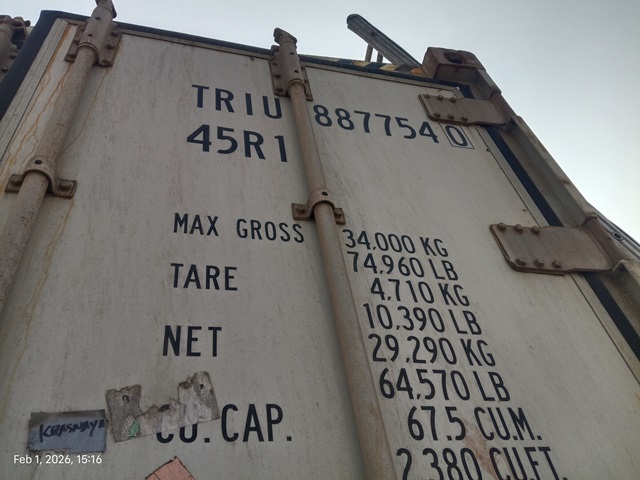 TRIU 887754 0
45R1
MAX GROSS 34,000 KG
74,960 LB
TARE 4,710 KG
10,390 LB
NET 29,290 KG
64,570 LB
CU. CAP. 67.5 CU.M.
2,380 CU.FT.
Feb 1, 2026, 15:16